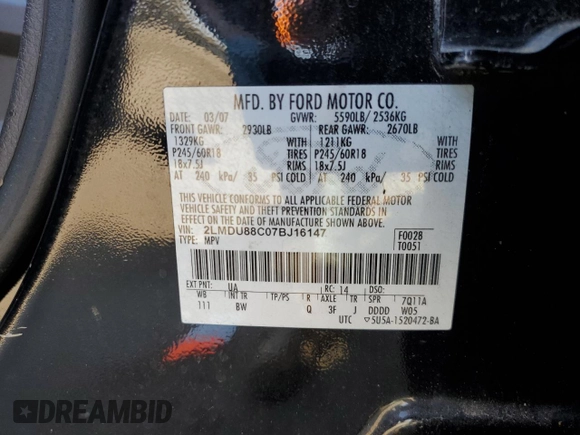 MFD. BY FORD MOTOR CO.
DATE: 03/07 GVWR: 5590LB / 2536KG
FRONT GAWR: 2930LB REAR GAWR: 2670LB
1329KG WITH 1211KG WITH
P245/60R18 TIRES P245/60R18 TIRES
18x7.5J RIMS 18x7.5J RIMS
AT 240 kPa/ 35 PSI COLD AT 240 kPa/ 35 PSI COLD
THIS VEHICLE CONFORMS TO ALL APPLICABLE FEDERAL MOTOR
VEHICLE SAFETY AND THEFT PREVENTION STANDARDS IN
EFFECT ON THE DATE OF MANUFACTURE SHOWN ABOVE.
VIN: 2LMDU88C07BJ16147 F0028
TYPE: MPV T0051
EXT PNT: UA RC: 14 DSO:
WB INT TR TP/PS R AXLE TR SPR 7Q11A
111 BW Q 3F J DDDD W05
UTC ▽5U5A-1520472-BA
DREAMBID